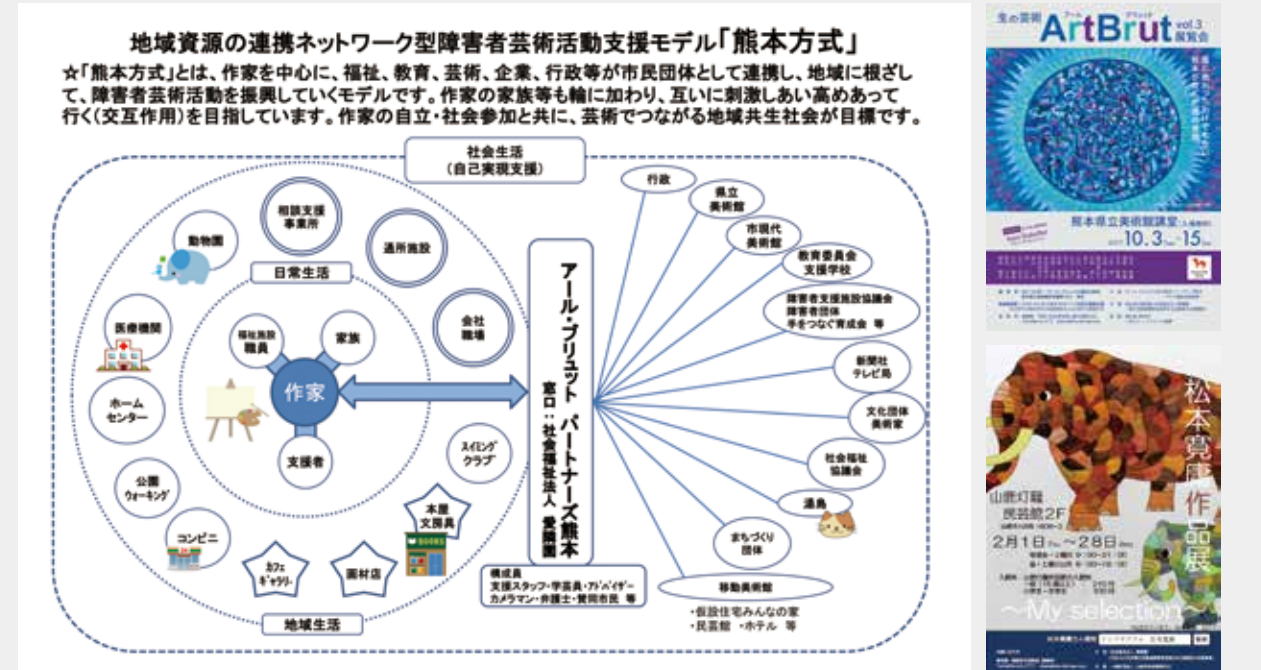 地域資源の連携ネットワーク型障害者芸術活動支援モデル「熊本方式」
☆「熊本方式」とは、作家を中心に、福祉、教育、芸術、企業、行政等が市民団体として連携し、地域に根ざし
て、障害者芸術活動を振興していくモデルです。作家の家族等も輪に加わり、互いに刺激しあい高めあって
行く(交互作用)を目指しています。作家の自立・社会参加と共に、芸術でつながる地域共生社会が目標です。
社会生活
(自己実現支援)
相談支援
事業所
動物園
通所施設
日常生活
会社
職場
医療機関
福祉施設
職員
家族
作家
支援者
ホーム
センター
公園
ウォーキング
コンビニ
カフェ
ギャラリー
画材店
本屋
文房具
BOOKS
スイミング
クラブ
地域生活
アール・ブリュット パートナーズ熊本
窓口:社会福祉法人 愛隣園
構成員
支援スタッフ・学芸員・アドバイザー
カメラマン・弁護士・賛同市民 等
行政
県立
美術館
市現代
美術館
教育委員会
支援学校
障害者支援施設協議会
障害者団体
手をつなぐ育成会 等
新聞社
テレビ局
文化団体
美術家
社会福祉
協議会
湯島
まちづくり
団体
移動美術館
・仮設住宅みんなの家
・民芸館 ・ホテル 等
生の芸術
アール ブリュット
ArtBrut vol.3
展覧会
熊本県立美術館講堂
10.3 15
松本寛庸作品展
山鹿灯籠
民芸館2F
2月1日 〜28日
〜My selection〜